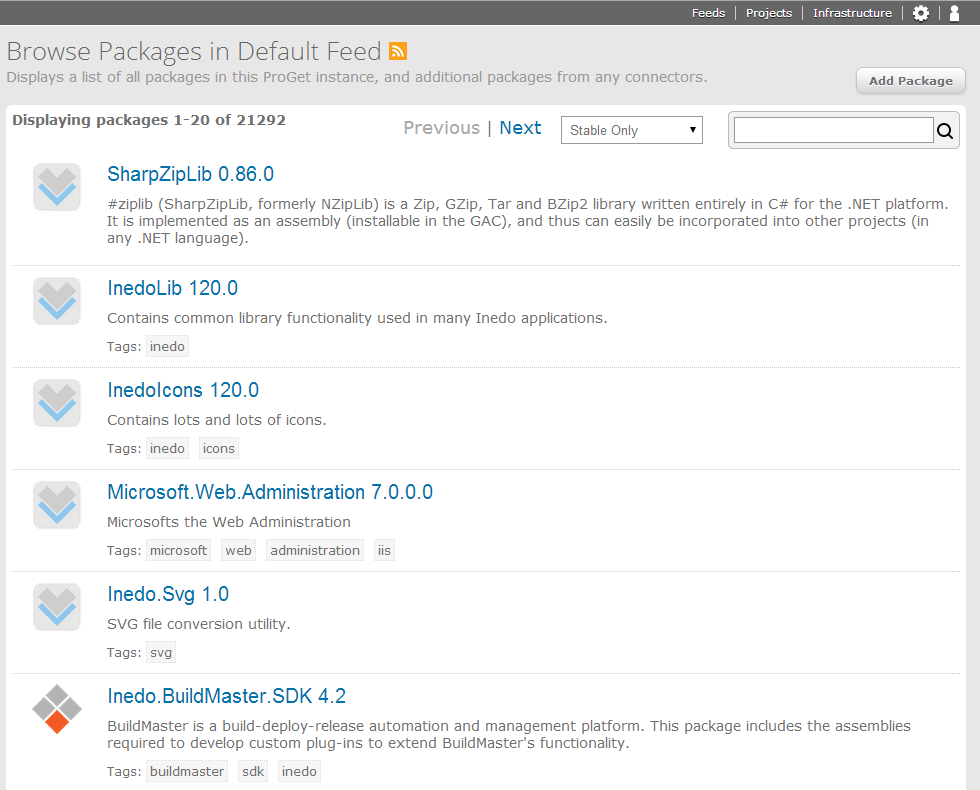 Feeds | Projects | Infrastructure
Browse Packages in Default Feed
Displays a list of all packages in this ProGet instance, and additional packages from any connectors.
Add Package
Displaying packages 1-20 of 21292
Previous | Next
Stable Only
SharpZipLib 0.86.0
#ziplib (SharpZipLib, formerly NZipLib) is a Zip, GZip, Tar and BZip2 library written entirely in C# for the .NET platform.
It is implemented as an assembly (installable in the GAC), and thus can easily be incorporated into other projects (in
any .NET language).
InedoLib 120.0
Contains common library functionality used in many Inedo applications.
Tags: inedo
InedoIcons 120.0
Contains lots and lots of icons.
Tags: inedo icons
Microsoft.Web.Administration 7.0.0.0
Microsofts the Web Administration
Tags: microsoft web administration iis
Inedo.Svg 1.0
SVG file conversion utility.
Tags: svg
Inedo.BuildMaster.SDK 4.2
BuildMaster is a build-deploy-release automation and management platform. This package includes the assemblies
required to develop custom plug-ins to extend BuildMaster's functionality.
Tags: buildmaster sdk inedo